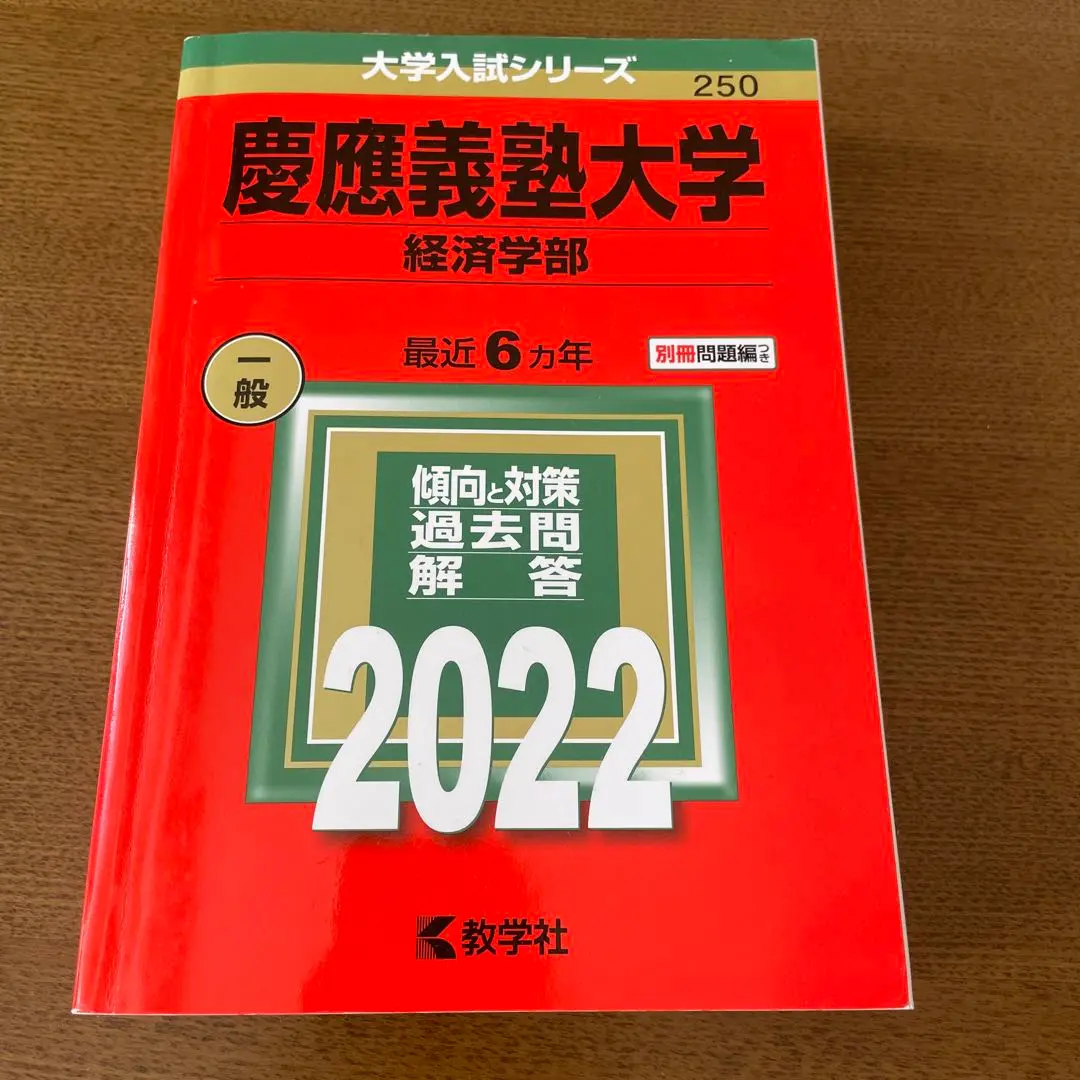 大学入試シリーズ
250
慶應義塾大学
経済学部
最近6ヵ年
別冊問題編つき
一般
傾向と対策
過去問
解答
2022
教学社